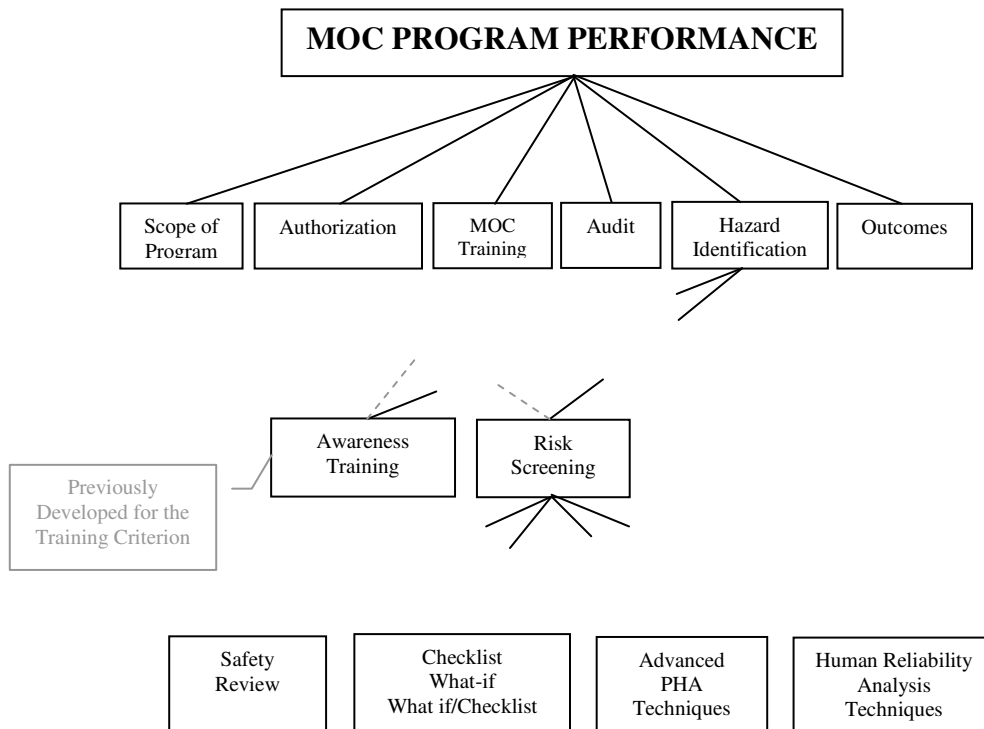 MOC PROGRAM PERFORMANCE
Scope of
Program
Authorization
MOC
Training
Audit
Hazard
Identification
Outcomes
Awareness
Training
Risk
Screening
Previously
Developed for the
Training Criterion
Safety
Review
Checklist
What-if
What if/Checklist
Advanced
PHA
Techniques
Human Reliability
Analysis
Techniques